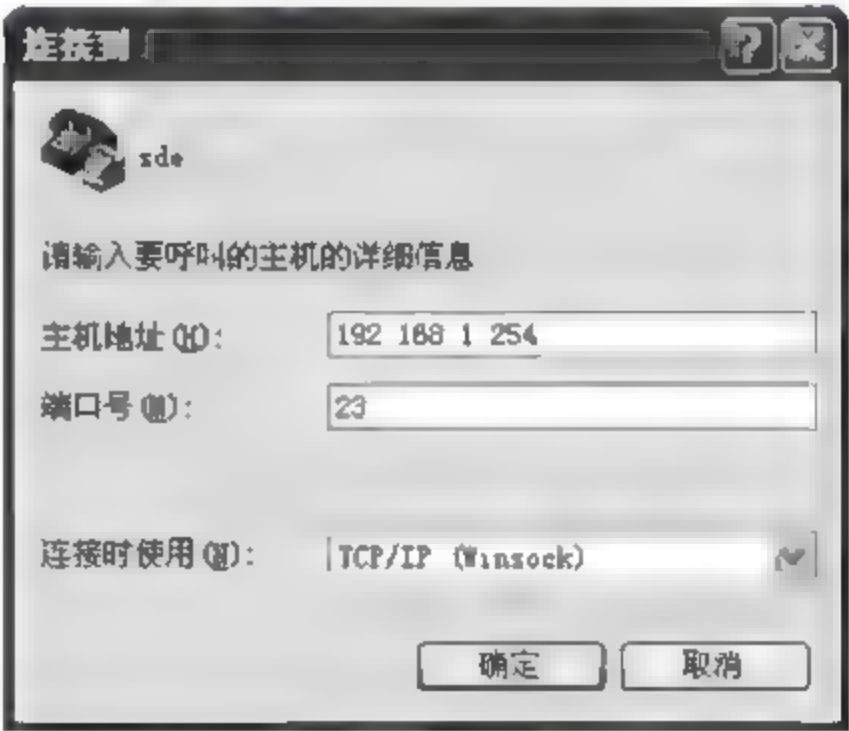 连接到
sde
请输入要呼叫的主机的详细信息
主机地址(H):
192 168 1 254
端口号(M):
23
连接时使用(N):
TCP/IP (Winsock)
确定
取消